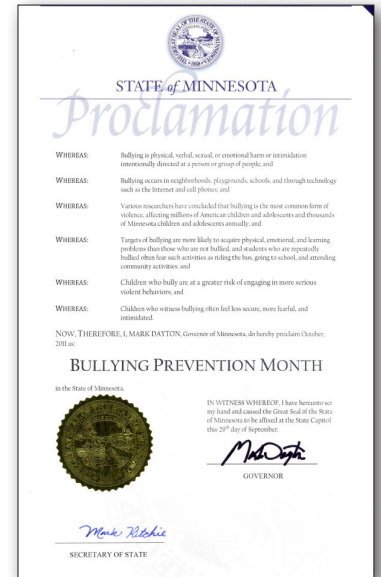 STATE of MINNESOTA
Proclamation
WHEREAS: Bullying is physical, verbal, sexual, or emotional harm or intimidation
intentionally directed at a person or group of people; and
WHEREAS: Bullying occurs in neighborhoods, playgrounds, schools, and through technology
such as the Internet and cell phones; and
WHEREAS: Various researchers have concluded that bullying is the most common form of
violence, affecting millions of American children and adolescents and thousands
of Minnesota children and adolescents annually; and
WHEREAS: Targets of bullying are more likely to acquire physical, emotional, and learning
problems than those who are not bullied, and students who are repeatedly
bullied often fear such activities as riding the bus, going to school, and attending
community activities; and
WHEREAS: Children who bully are at a greater risk of engaging in more serious
violent behaviors; and
WHEREAS: Children who witness bullying often feel less secure, more fearful, and
intimidated.
NOW, THEREFORE, I, MARK DAYTON, Governor of Minnesota, do hereby proclaim October,
2011 as:
BULLYING PREVENTION MONTH
in the State of Minnesota.
IN WITNESS WHEREOF, I have hereunto set
my hand and caused the Great Seal of the State
of Minnesota to be affixed at the State Capitol
this 29th day of September.
Mark Dayton
GOVERNOR
Mark Ritchie
SECRETARY OF STATE